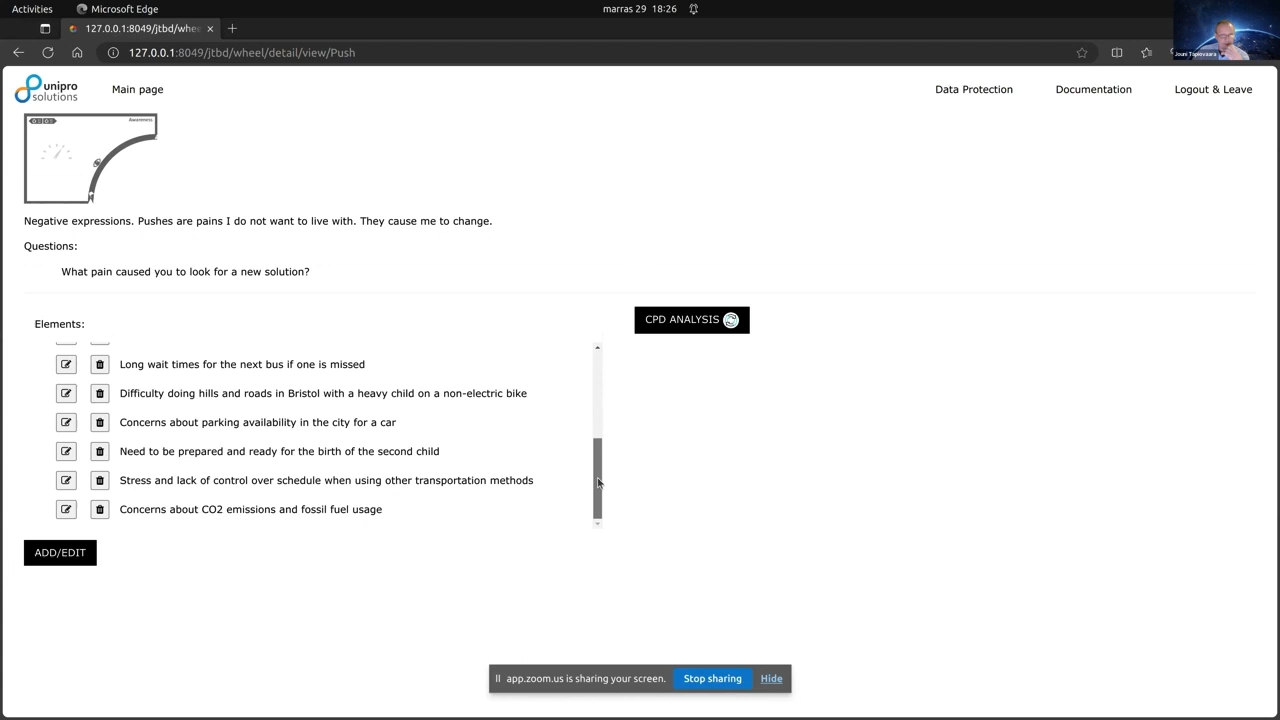 Activities
Microsoft Edge
marras 29 18:26
127.0.0.1:8049/jtbd/whee
127.0.0.1:8049/jtbd/wheel/detail/view/Push
Jouni Tapiovaara
unipro
solutions
Main page
Data Protection
Documentation
Logout & Leave
Awareness
Negative expressions. Pushes are pains I do not want to live with. They cause me to change.
Questions:
What pain caused you to look for a new solution?
Elements:
CPD ANALYSIS
Long wait times for the next bus if one is missed
Difficulty doing hills and roads in Bristol with a heavy child on a non-electric bike
Concerns about parking availability in the city for a car
Need to be prepared and ready for the birth of the second child
Stress and lack of control over schedule when using other transportation methods
Concerns about CO2 emissions and fossil fuel usage
ADD/EDIT
app.zoom.us is sharing your screen.
Stop sharing
Hide